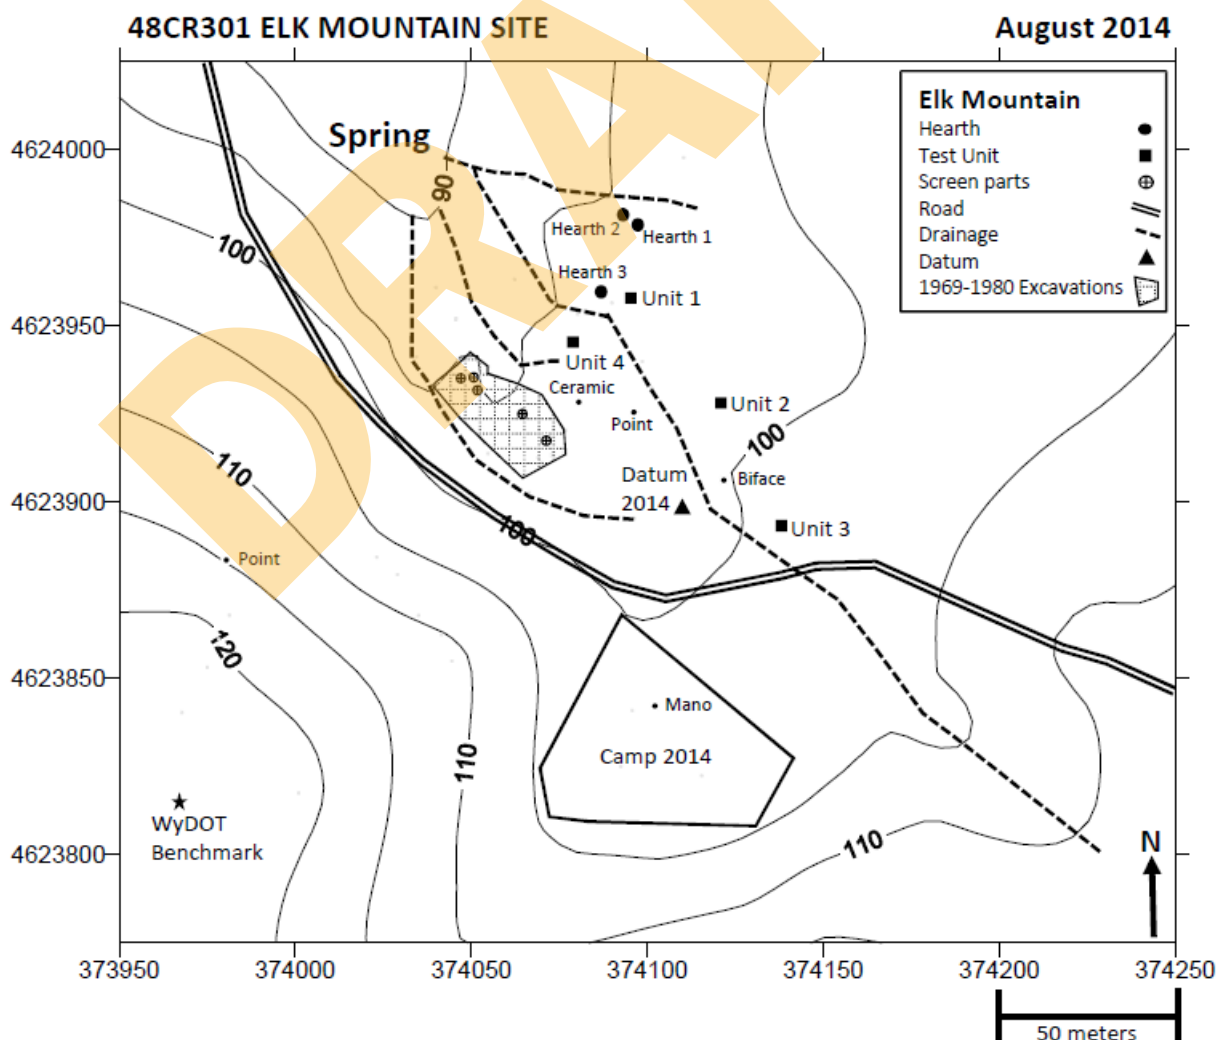 48CR301 ELK MOUNTAIN SITE
August 2014
DRA
Elk Mountain
Hearth
Test Unit
Screen parts
Road
Drainage
Datum
1969-1980 Excavations
4624000
4623950
4623900
4623850
4623800
Spring
90
Hearth 2
Hearth 1
100
Hearth 3
Unit 1
Unit 4
Ceramic
Point
Unit 2
100
110
Datum
2014
Biface
100
Unit 3
Point
120
Mano
110
Camp 2014
WyDOT
Benchmark
110
N
373950
374000
374050
374100
374150
374200
374250
50 meters